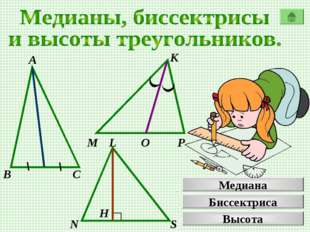 Медианы, биссектрисы
и высоты треугольников.
A
K
M L O P
B C
H
N S
Медиана
Биссектриса
Высота